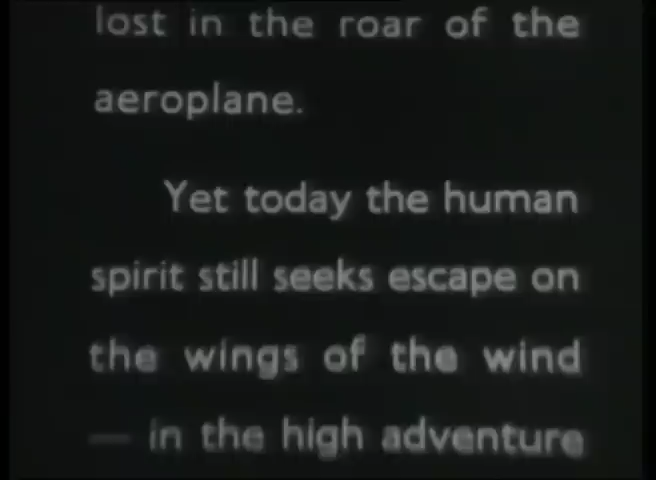 lost in the roar of the
aeroplane.
Yet today the human
spirit still seeks escape on
the wings of the wind
— in the high adventure